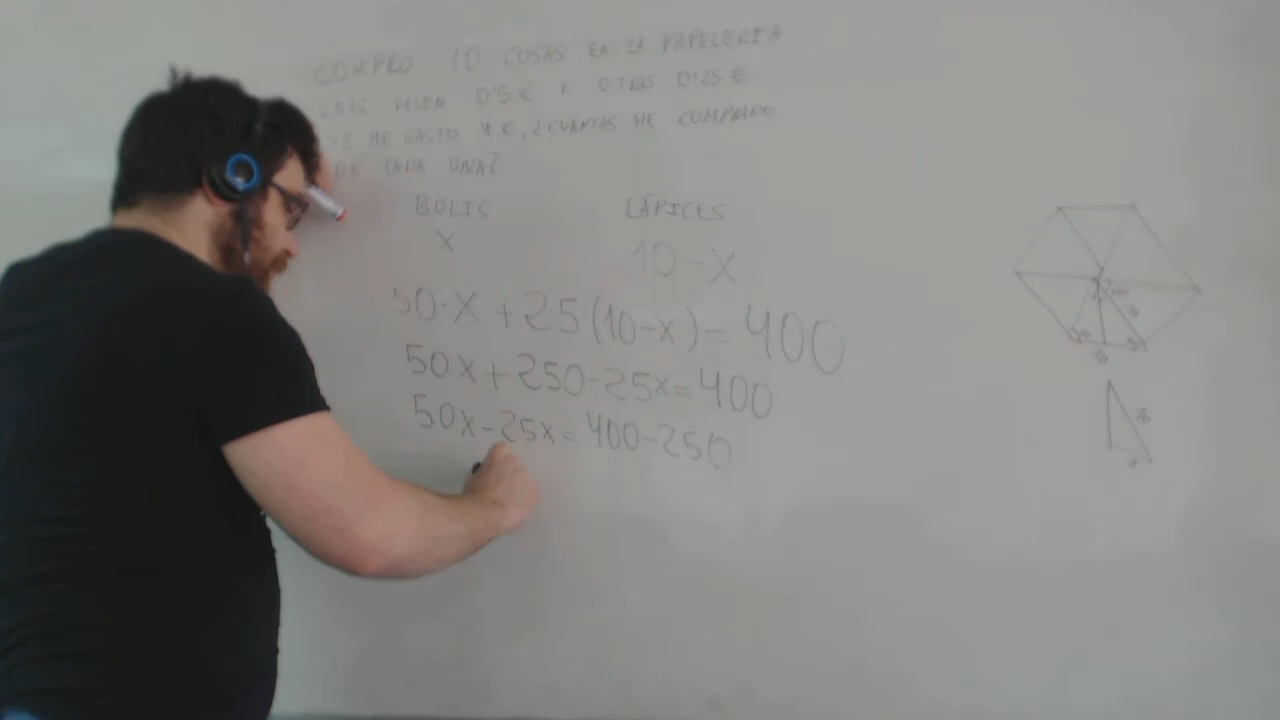 COMPRO 10 COSAS EN LA PAPELERIA
UNAS VALEN 0'5 € Y OTRAS 0'25 €
SI ME GASTO 4 €, ¿CUÁNTAS HE COMPRADO
DE CADA UNA?
BOLIS LÁPICES
X 10-X
50·X+25(10-x)=400
50x+250-25x=400
50x-25x=400-250